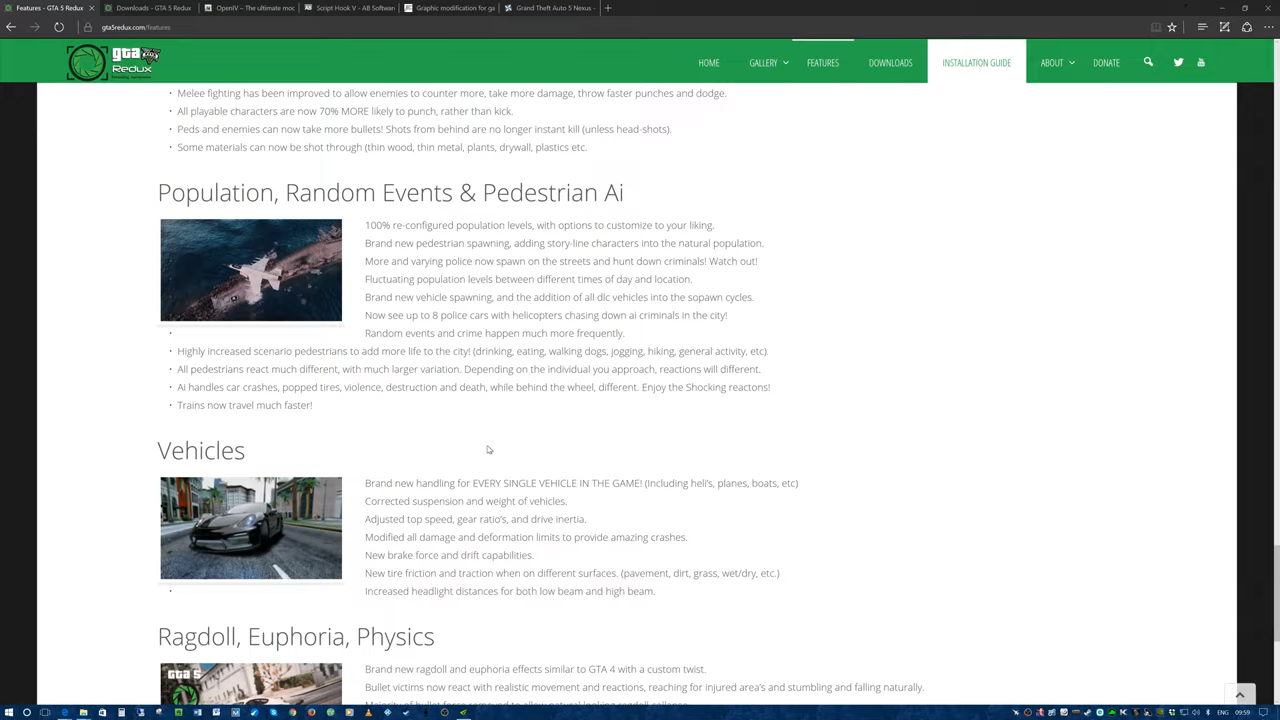 Features - GTA 5 Redux
Downloads - GTA 5 Redux
OpenIV – The ultimate moc
Script Hook V - AB Softwan
Graphic modification for ga
Grand Theft Auto 5 Nexus -
gta5redux.com/features
gta
Redux
HOME
GALLERY
FEATURES
DOWNLOADS
INSTALLATION GUIDE
ABOUT
DONATE
• Melee fighting has been improved to allow enemies to counter more, take more damage, throw faster punches and dodge.
• All playable characters are now 70% MORE likely to punch, rather than kick.
• Peds and enemies can now take more bullets! Shots from behind are no longer instant kill (unless head-shots).
• Some materials can now be shot through (thin wood, thin metal, plants, drywall, plastics etc.
Population, Random Events & Pedestrian Ai
100% re-configured population levels, with options to customize to your liking.
Brand new pedestrian spawning, adding story-line characters into the natural population.
More and varying police now spawn on the streets and hunt down criminals! Watch out!
Fluctuating population levels between different times of day and location.
Brand new vehicle spawning, and the addition of all dlc vehicles into the sopawn cycles.
Now see up to 8 police cars with helicopters chasing down ai criminals in the city!
• Random events and crime happen much more frequently.
• Highly increased scenario pedestrians to add more life to the city! (drinking, eating, walking dogs, jogging, hiking, general activity, etc).
• All pedestrians react much different, with much larger variation. Depending on the individual you approach, reactions will different.
• Ai handles car crashes, popped tires, violence, destruction and death, while behind the wheel, different. Enjoy the Shocking reactons!
• Trains now travel much faster!
Vehicles
Brand new handling for EVERY SINGLE VEHICLE IN THE GAME! (Including heli's, planes, boats, etc)
Corrected suspension and weight of vehicles.
Adjusted top speed, gear ratio's, and drive inertia.
Modified all damage and deformation limits to provide amazing crashes.
New brake force and drift capabilities.
New tire friction and traction when on different surfaces. (pavement, dirt, grass, wet/dry, etc.)
• Increased headlight distances for both low beam and high beam.
Ragdoll, Euphoria, Physics
gta 5
Brand new ragdoll and euphoria effects similar to GTA 4 with a custom twist.
Bullet victims now react with realistic movement and reactions, reaching for injured area's and stumbling and falling naturally.
Majority of bullet force removed to allow natural looking ragdoll collapse.
ENG
09:59